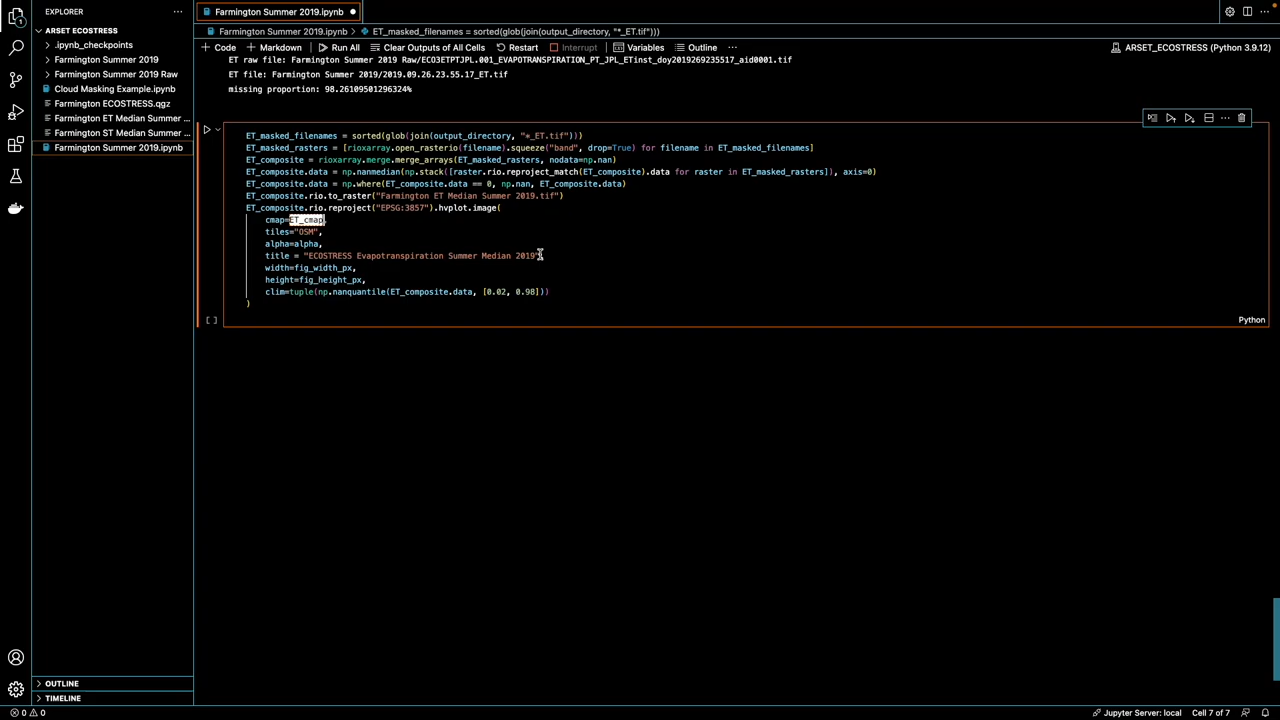 EXPLORER
ARSET ECOSTRESS
.ipynb_checkpoints
Farmington Summer 2019
Farmington Summer 2019 Raw
Cloud Masking Example.ipynb
Farmington ECOSTRESS.qgz
Farmington ET Median Summer ...
Farmington ST Median Summer ...
Farmington Summer 2019.ipynb
OUTLINE
TIMELINE
Farmington Summer 2019.ipynb
Farmington Summer 2019.ipynb > ET_masked_filenames = sorted(glob(join(output_directory, "*_ET.tif")))
+ Code + Markdown Run All Clear Outputs of All Cells Restart Interrupt Variables Outline ... ARSET_ECOSTRESS (Python 3.9.12)
ET raw file: Farmington Summer 2019 Raw/ECO3ETPTJPL.001_EVAPOTRANSPIRATION_PT_JPL_ETinst_doy2019269235517_aid0001.tif
ET file: Farmington Summer 2019/2019.09.26.23.55.17_ET.tif
missing proportion: 98.26109501296324%
ET_masked_filenames = sorted(glob(join(output_directory, "*_ET.tif")))
ET_masked_rasters = [rioxarray.open_rasterio(filename).squeeze("band", drop=True) for filename in ET_masked_filenames]
ET_composite = rioxarray.merge.merge_arrays(ET_masked_rasters, nodata=np.nan)
ET_composite.data = np.nanmedian(np.stack([raster.rio.reproject_match(ET_composite).data for raster in ET_masked_rasters]), axis=0)
ET_composite.data = np.where(ET_composite.data == 0, np.nan, ET_composite.data)
ET_composite.rio.to_raster("Farmington ET Median Summer 2019.tif")
ET_composite.rio.reproject("EPSG:3857").hvplot.image(
cmap=ET_cmap,
tiles="OSM",
alpha=alpha,
title = "ECOSTRESS Evapotranspiration Summer Median 2019",
width=fig_width_px,
height=fig_height_px,
clim=tuple(np.nanquantile(ET_composite.data, [0.02, 0.98]))
)
[ ]
Python
1
0 0
Jupyter Server: local Cell 7 of 7